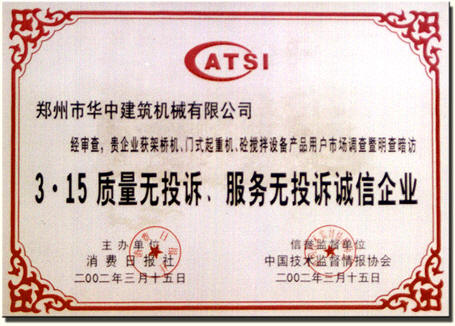 CATSI
郑州市华中建筑机械有限公司
经审查，贵企业获架桥机、门式起重机、砼搅拌设备产品用户市场调查暨明查暗访
3·15质量无投诉、服务无投诉诚信企业
主办单位
消费日报社
二00二年三月十五日
信誉监督单位
中国技术监督情报协会
二00二年三月十五日